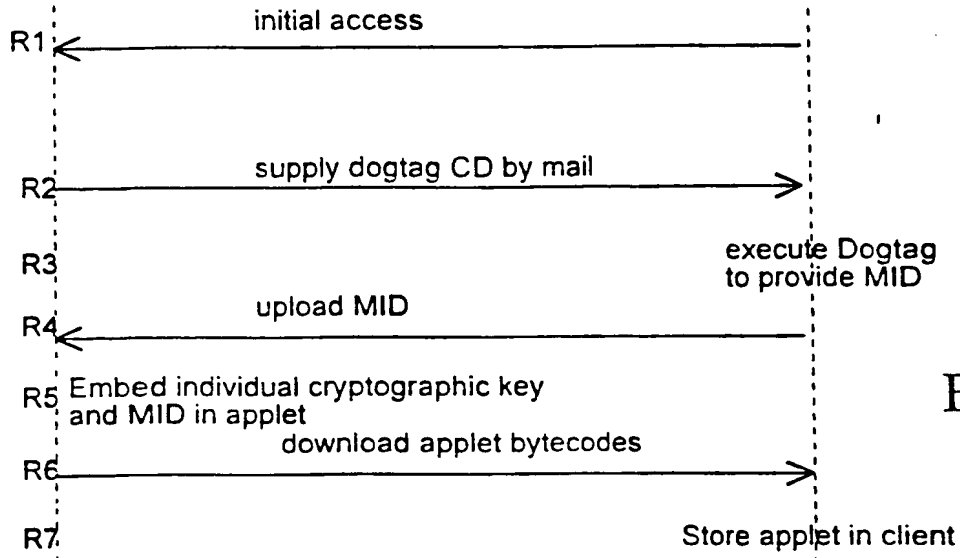 initial access
R1
supply dogtag CD by mail
R2
R3
execute Dogtag
to provide MID
upload MID
R4
R5
Embed individual cryptographic key
and MID in applet
download applet bytecodes
R6
R7
Store applet in client